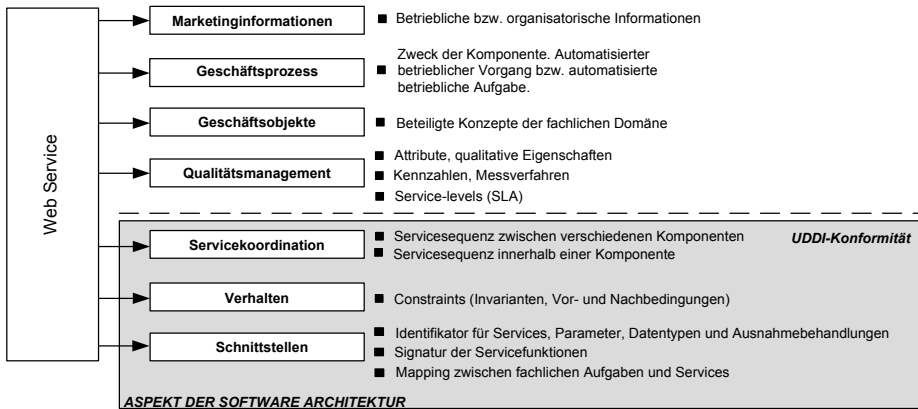 Web Service
Marketinginformationen
■ Betriebliche bzw. organisatorische Informationen
Geschäftsprozess
Zweck der Komponente. Automatisierter
■ betrieblicher Vorgang bzw. automatisierte
betriebliche Aufgabe.
Geschäftsobjekte
■ Beteiligte Konzepte der fachlichen Domäne
Qualitätsmanagement
■ Attribute, qualitative Eigenschaften
■ Kennzahlen, Messverfahren
■ Service-levels (SLA)
UDDI-Konformität
Servicekoordination
■ Servicesequenz zwischen verschiedenen Komponenten
■ Servicesequenz innerhalb einer Komponente
Verhalten
■ Constraints (Invarianten, Vor- und Nachbedingungen)
Schnittstellen
■ Identifikator für Services, Parameter, Datentypen und Ausnahmebehandlungen
■ Signatur der Servicefunktionen
■ Mapping zwischen fachlichen Aufgaben und Services
ASPEKT DER SOFTWARE ARCHITEKTUR